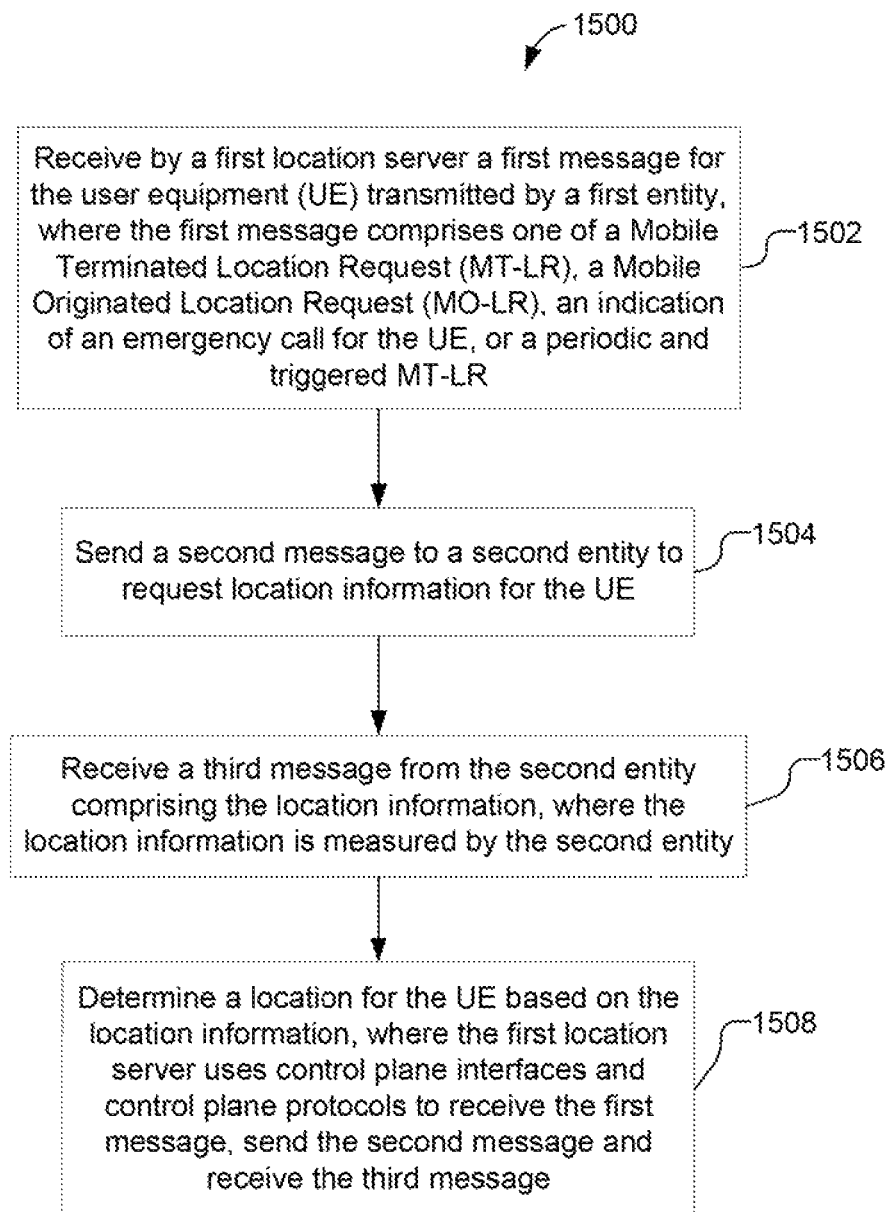 1500
Receive by a first location server a first message for
the user equipment (UE) transmitted by a first entity,
where the first message comprises one of a Mobile
Terminated Location Request (MT-LR), a Mobile
Originated Location Request (MO-LR), an indication
of an emergency call for the UE, or a periodic and
triggered MT-LR
1502
Send a second message to a second entity to
request location information for the UE
1504
Receive a third message from the second entity
comprising the location information, where the
location information is measured by the second entity
1506
Determine a location for the UE based on the
location information, where the first location
server uses control plane interfaces and
control plane protocols to receive the first
message, send the second message and
receive the third message
1508